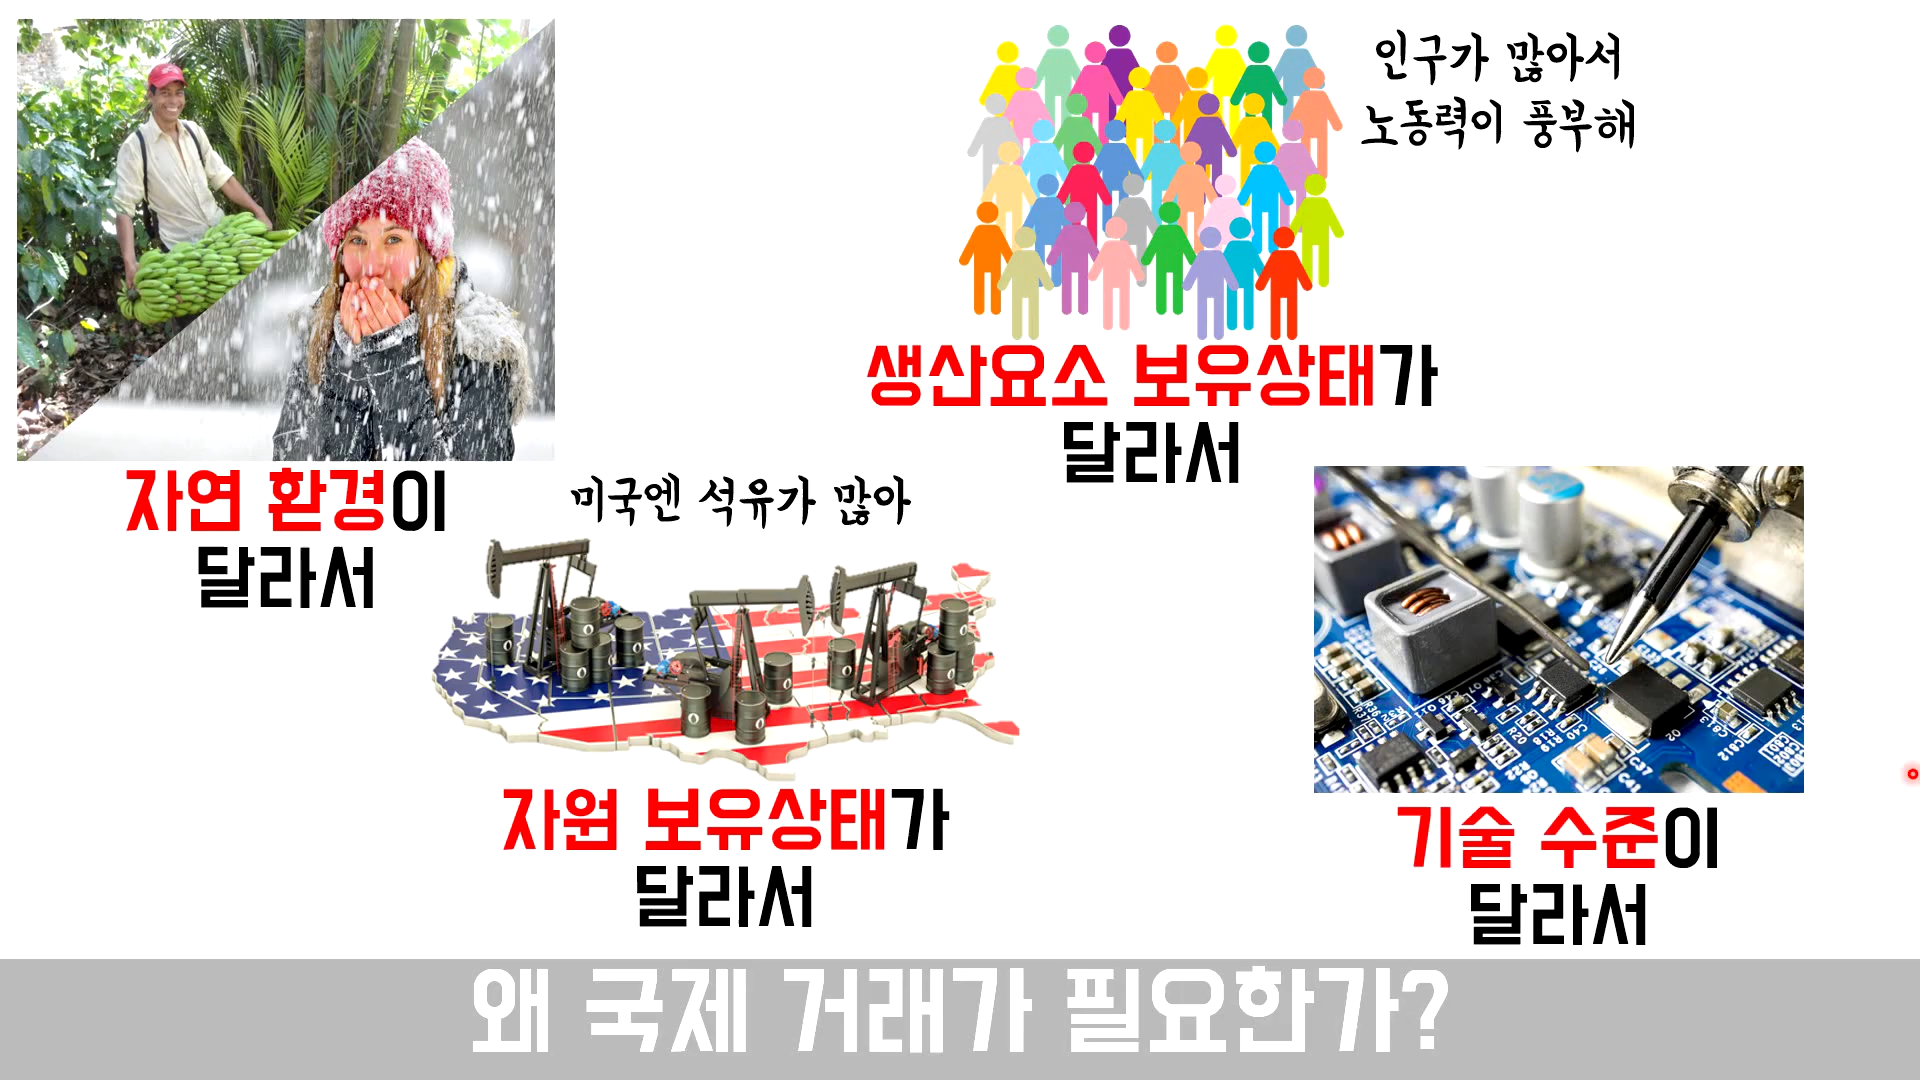 자연 환경이
달라서
미국엔 석유가 많아
자원 보유상태가
달라서
인구가 많아서
노동력이 풍부해
생산요소 보유상태가
달라서
기술 수준이
달라서
왜 국제 거래가 필요한가?